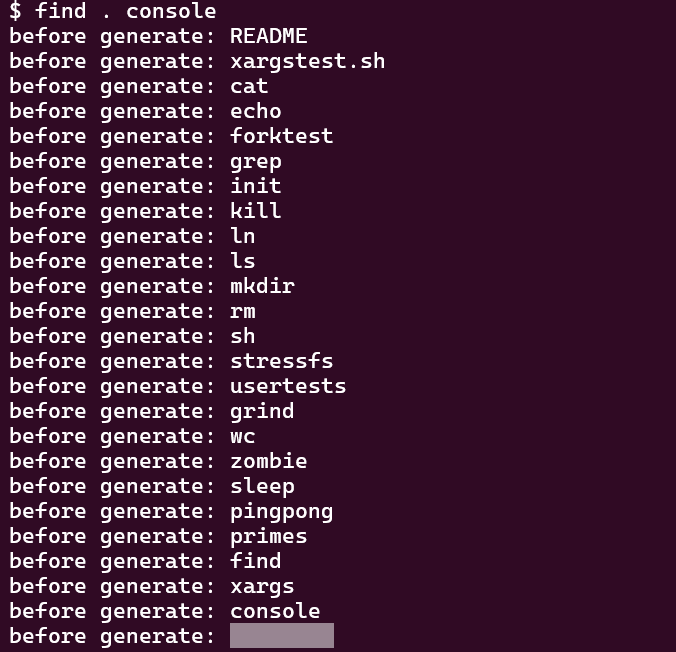 $ find . console
before generate: README
before generate: xargstest.sh
before generate: cat
before generate: echo
before generate: forktest
before generate: grep
before generate: init
before generate: kill
before generate: ln
before generate: ls
before generate: mkdir
before generate: rm
before generate: sh
before generate: stressfs
before generate: usertests
before generate: grind
before generate: wc
before generate: zombie
before generate: sleep
before generate: pingpong
before generate: primes
before generate: find
before generate: xargs
before generate: console
before generate: